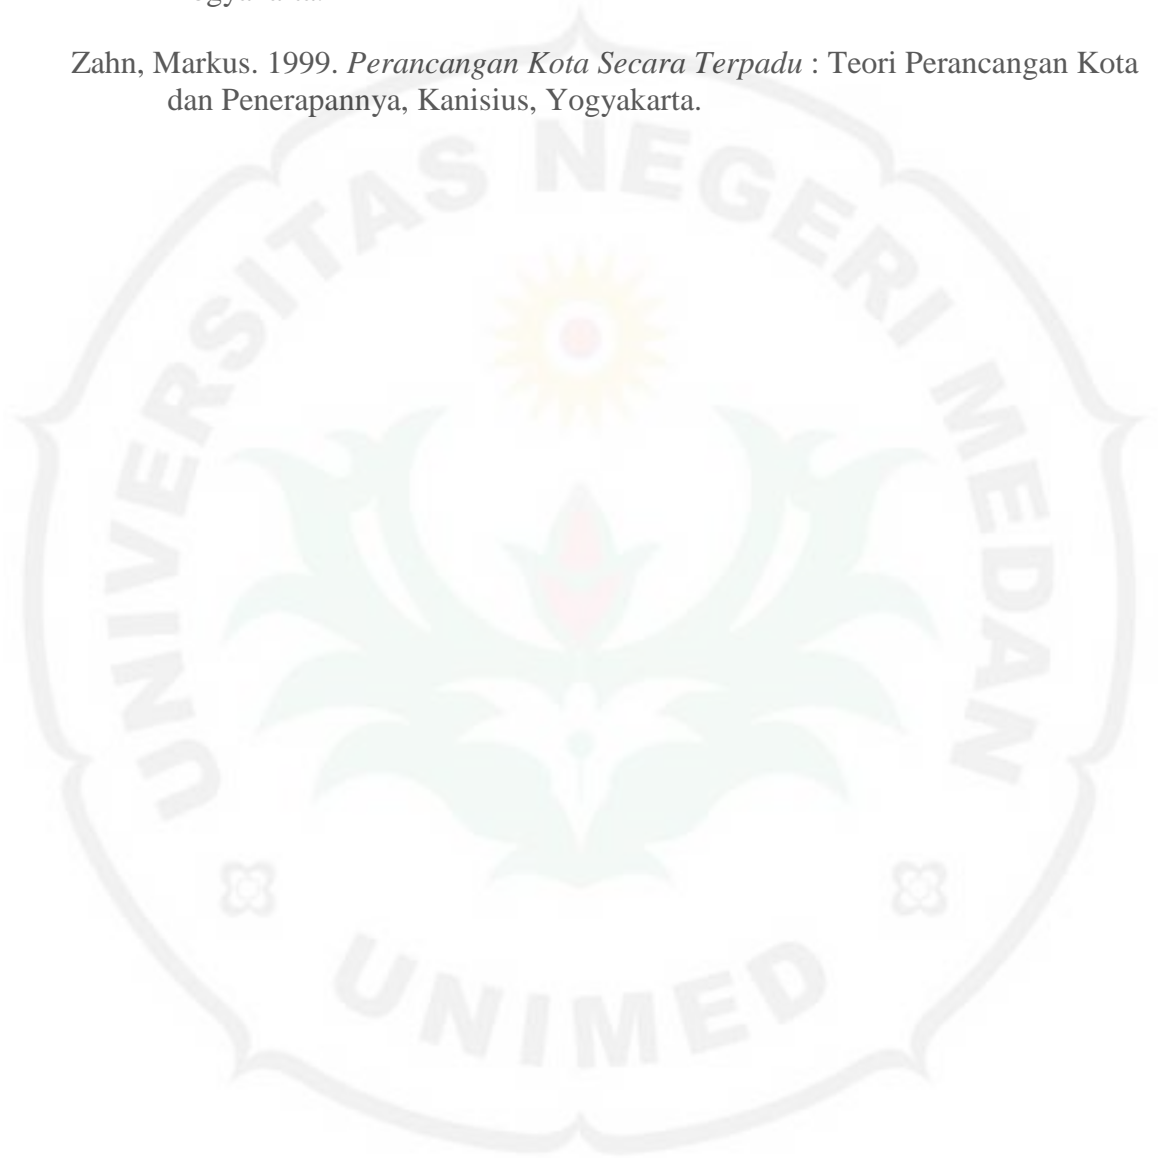 Zahn, Markus. 1999. Perancangan Kota Secara Terpadu : Teori Perancangan Kota
dan Penerapannya, Kanisius, Yogyakarta.
UNIVERSITAS NEGERI MEDAN
UNIMED